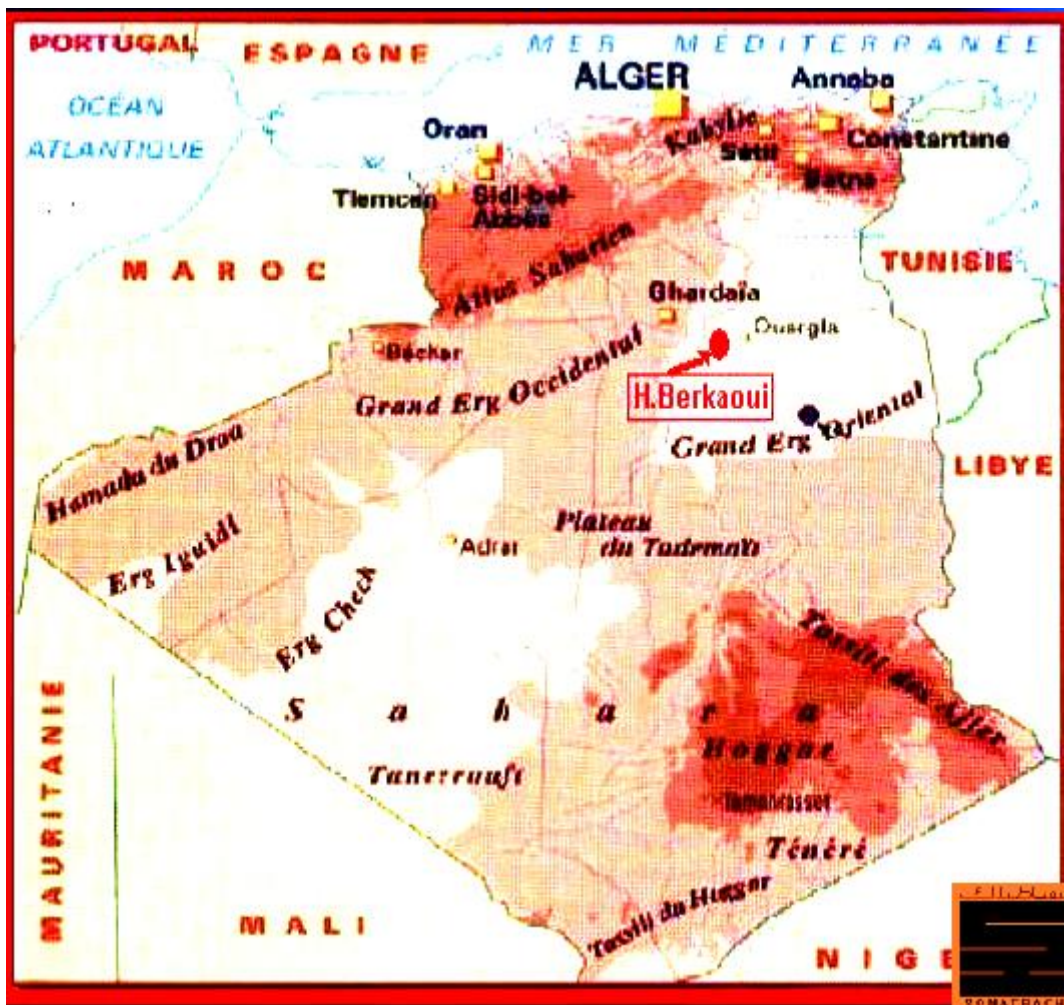 PORTUGAL
ESPAGNE
MER MÉDITERRANÉE
OCÉAN
ATLANTIQUE
ALGER
Annaba
Oran
Kabylie
Constantine
Sétif
Batna
Tlemcen
Sidi-bel-
Abbès
MAROC
TUNISIE
Atlas Saharien
Ghardaïa
Ouargla
Béchar
H.Berkaoui
Grand Erg Occidental
Grand Erg Oriental
Hamada du Draa
LIBYE
Plateau
du Tademaït
Adrar
Erg Iguidi
Erg Chech
Tassili des Ajjer
Sahara
Hoggar
Tanezrouft
Tamanrasset
Ténéré
Tassili du Hoggar
MAURITANIE
MALI
NIGE